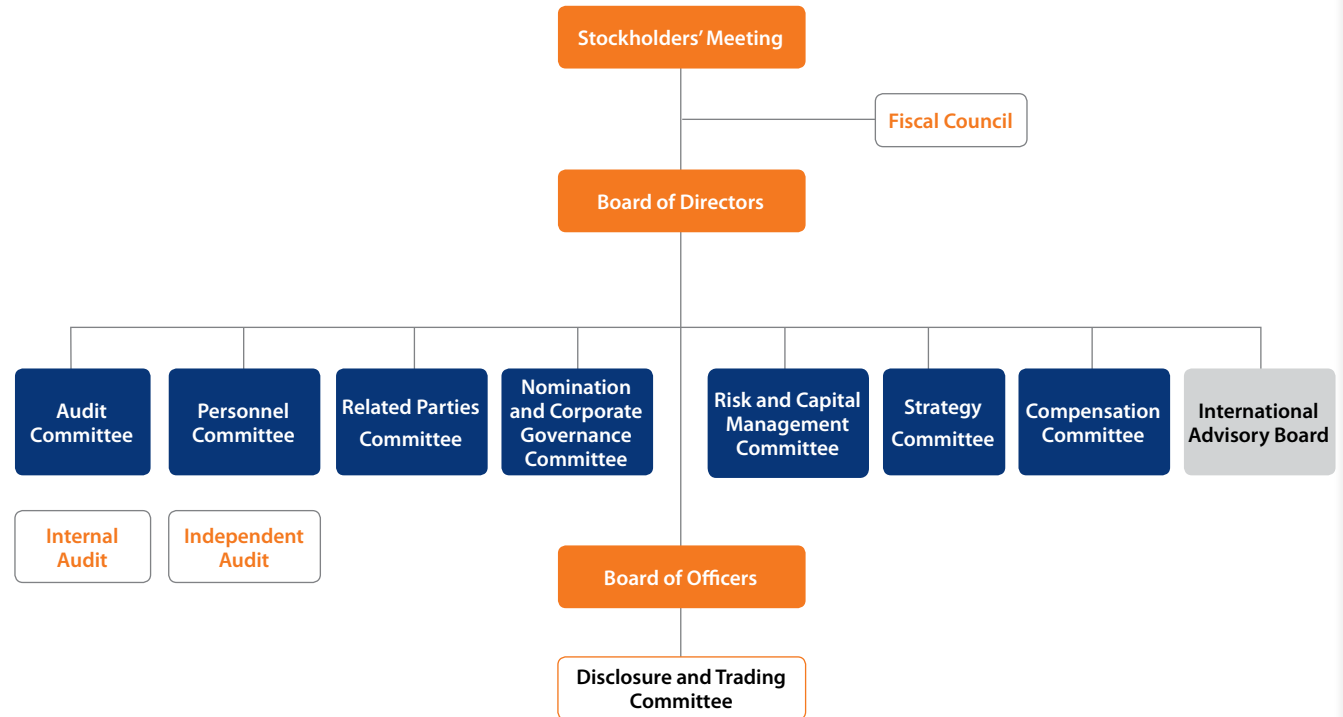 Stockholders’ Meeting
Fiscal Council
Board of Directors
Audit
Committee
Personnel
Committee
Related Parties
Committee
Nomination
and Corporate
Governance
Committee
Risk and Capital
Management
Committee
Strategy
Committee
Compensation
Committee
International
Advisory Board
Internal
Audit
Independent
Audit
Board of Officers
Disclosure and Trading
Committee